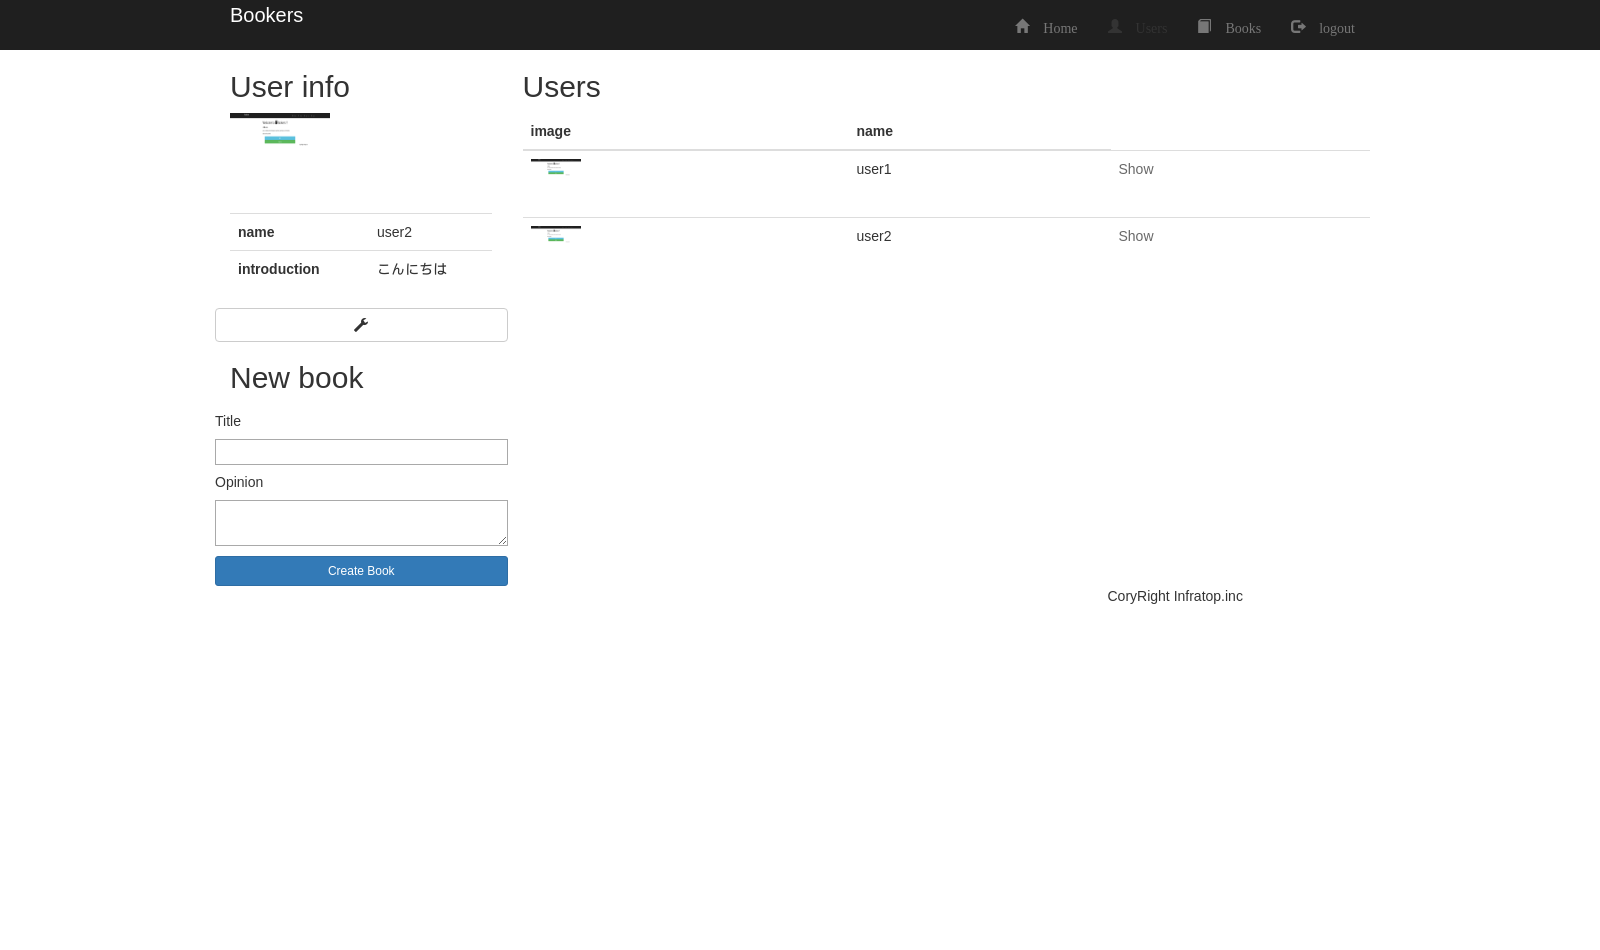 Bookers
Home Users Books logout
User info
name user2
introduction こんにちは
New book
Title
Opinion
Create Book
Users
image name
user1 Show
user2 Show
CoryRight Infratop.inc